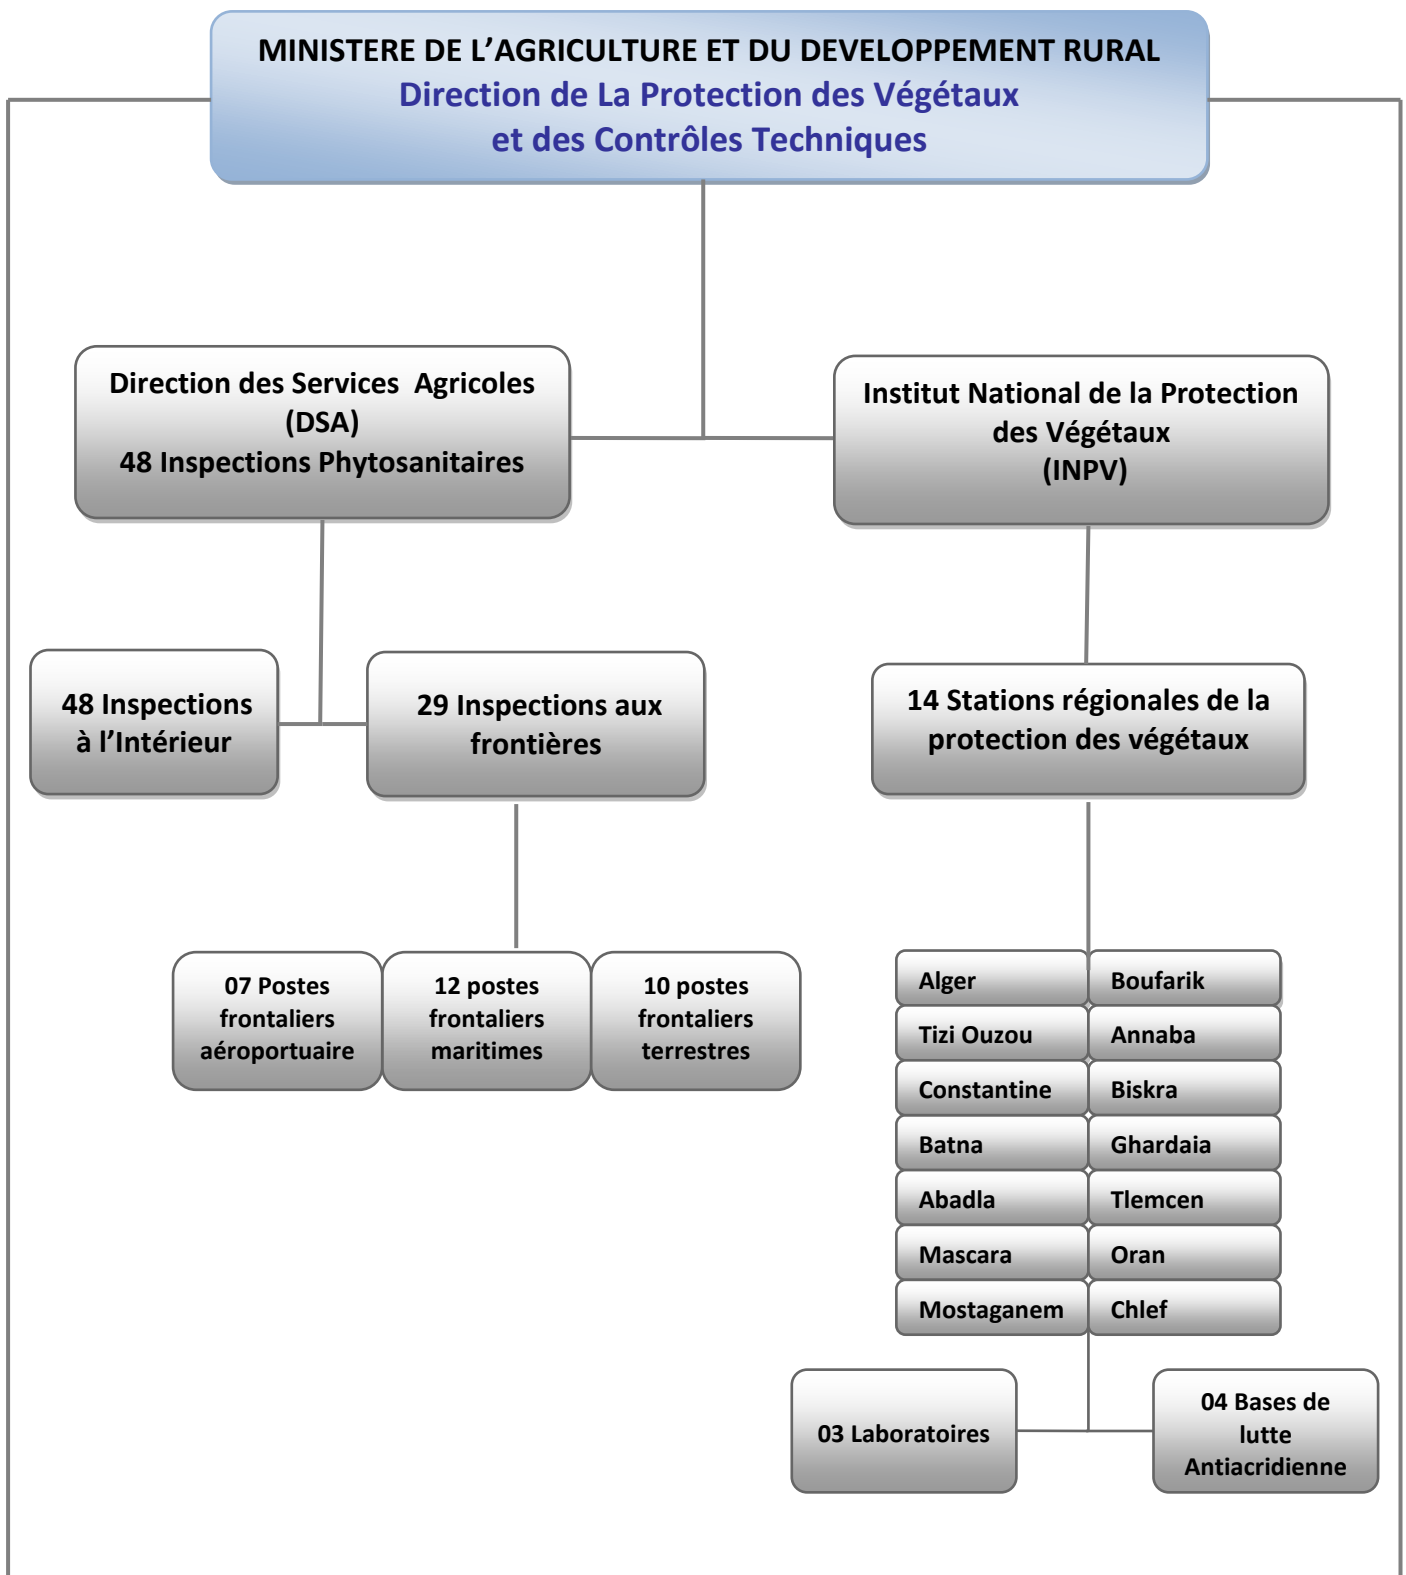 MINISTERE DE L’AGRICULTURE ET DU DEVELOPPEMENT RURAL
Direction de La Protection des Végétaux
et des Contrôles Techniques
Direction des Services Agricoles
(DSA)
48 Inspections Phytosanitaires
Institut National de la Protection
des Végétaux
(INPV)
48 Inspections
à l’Intérieur
29 Inspections aux
frontières
14 Stations régionales de la
protection des végétaux
07 Postes
frontaliers
aéroportuaire
12 postes
frontaliers
maritimes
10 postes
frontaliers
terrestres
Alger
Boufarik
Tizi Ouzou
Annaba
Constantine
Biskra
Batna
Ghardaia
Abadla
Tlemcen
Mascara
Oran
Mostaganem
Chlef
03 Laboratoires
04 Bases de
lutte
Antiacridienne